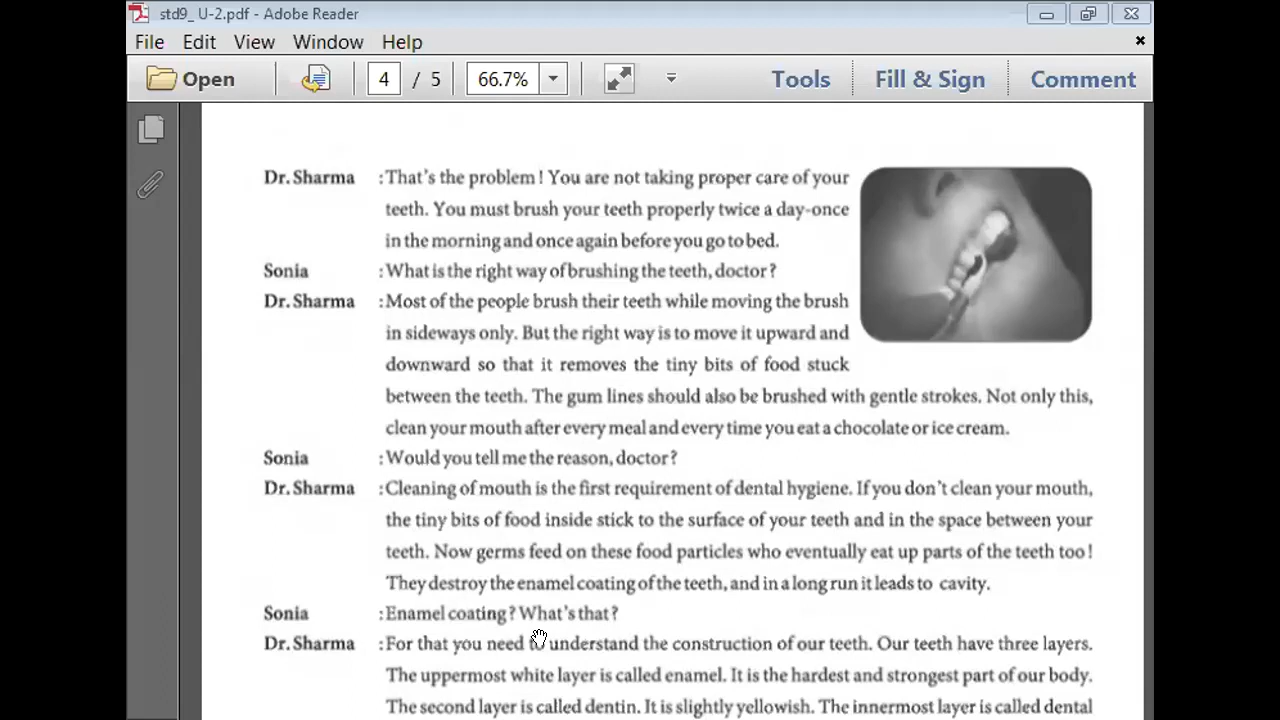 std9_ U-2.pdf - Adobe Reader
File Edit View Window Help
Open 4 / 5 66.7% Tools Fill & Sign Comment
Dr. Sharma : That's the problem ! You are not taking proper care of your
teeth. You must brush your teeth properly twice a day-once
in the morning and once again before you go to bed.
Sonia : What is the right way of brushing the teeth, doctor ?
Dr. Sharma : Most of the people brush their teeth while moving the brush
in sideways only. But the right way is to move it upward and
downward so that it removes the tiny bits of food stuck
between the teeth. The gum lines should also be brushed with gentle strokes. Not only this,
clean your mouth after every meal and every time you eat a chocolate or ice cream.
Sonia : Would you tell me the reason, doctor ?
Dr. Sharma : Cleaning of mouth is the first requirement of dental hygiene. If you don't clean your mouth,
the tiny bits of food inside stick to the surface of your teeth and in the space between your
teeth. Now germs feed on these food particles who eventually eat up parts of the teeth too !
They destroy the enamel coating of the teeth, and in a long run it leads to cavity.
Sonia : Enamel coating ? What's that ?
Dr. Sharma : For that you need to understand the construction of our teeth. Our teeth have three layers.
The uppermost white layer is called enamel. It is the hardest and strongest part of our body.
The second layer is called dentin. It is slightly yellowish. The innermost layer is called dental